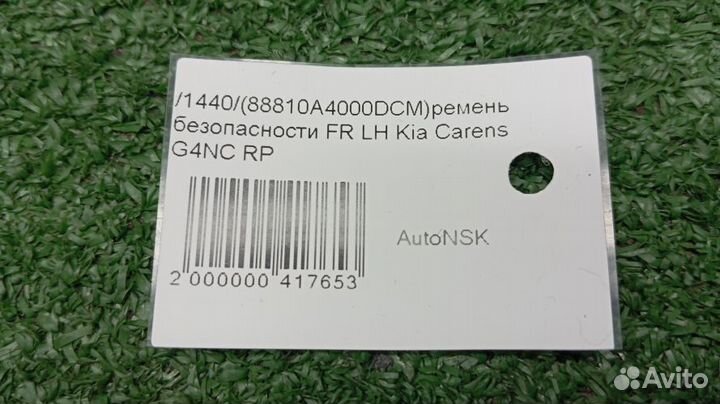 /1440/(88810A4000DCM)ремень
безопасности FR LH Kia Carens
G4NC RP
AutoNSK
2 000000 417653
Avito